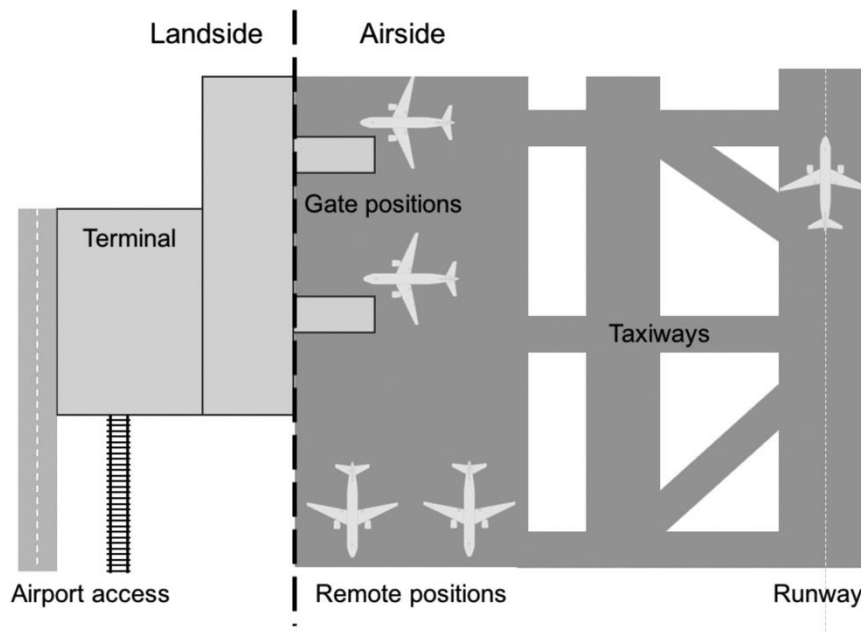 Landside
Airside
Gate positions
Terminal
Taxiways
Airport access
Remote positions
Runway